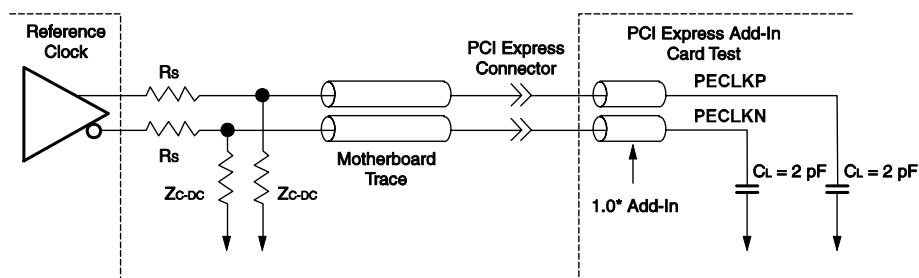 Reference
Clock
Rs
Rs
ZC-DC
ZC-DC
Motherboard
Trace
PCI Express
Connector
PCI Express Add-In
Card Test
PECLKP
PECLKN
1.0* Add-In
CL = 2 pF
CL = 2 pF